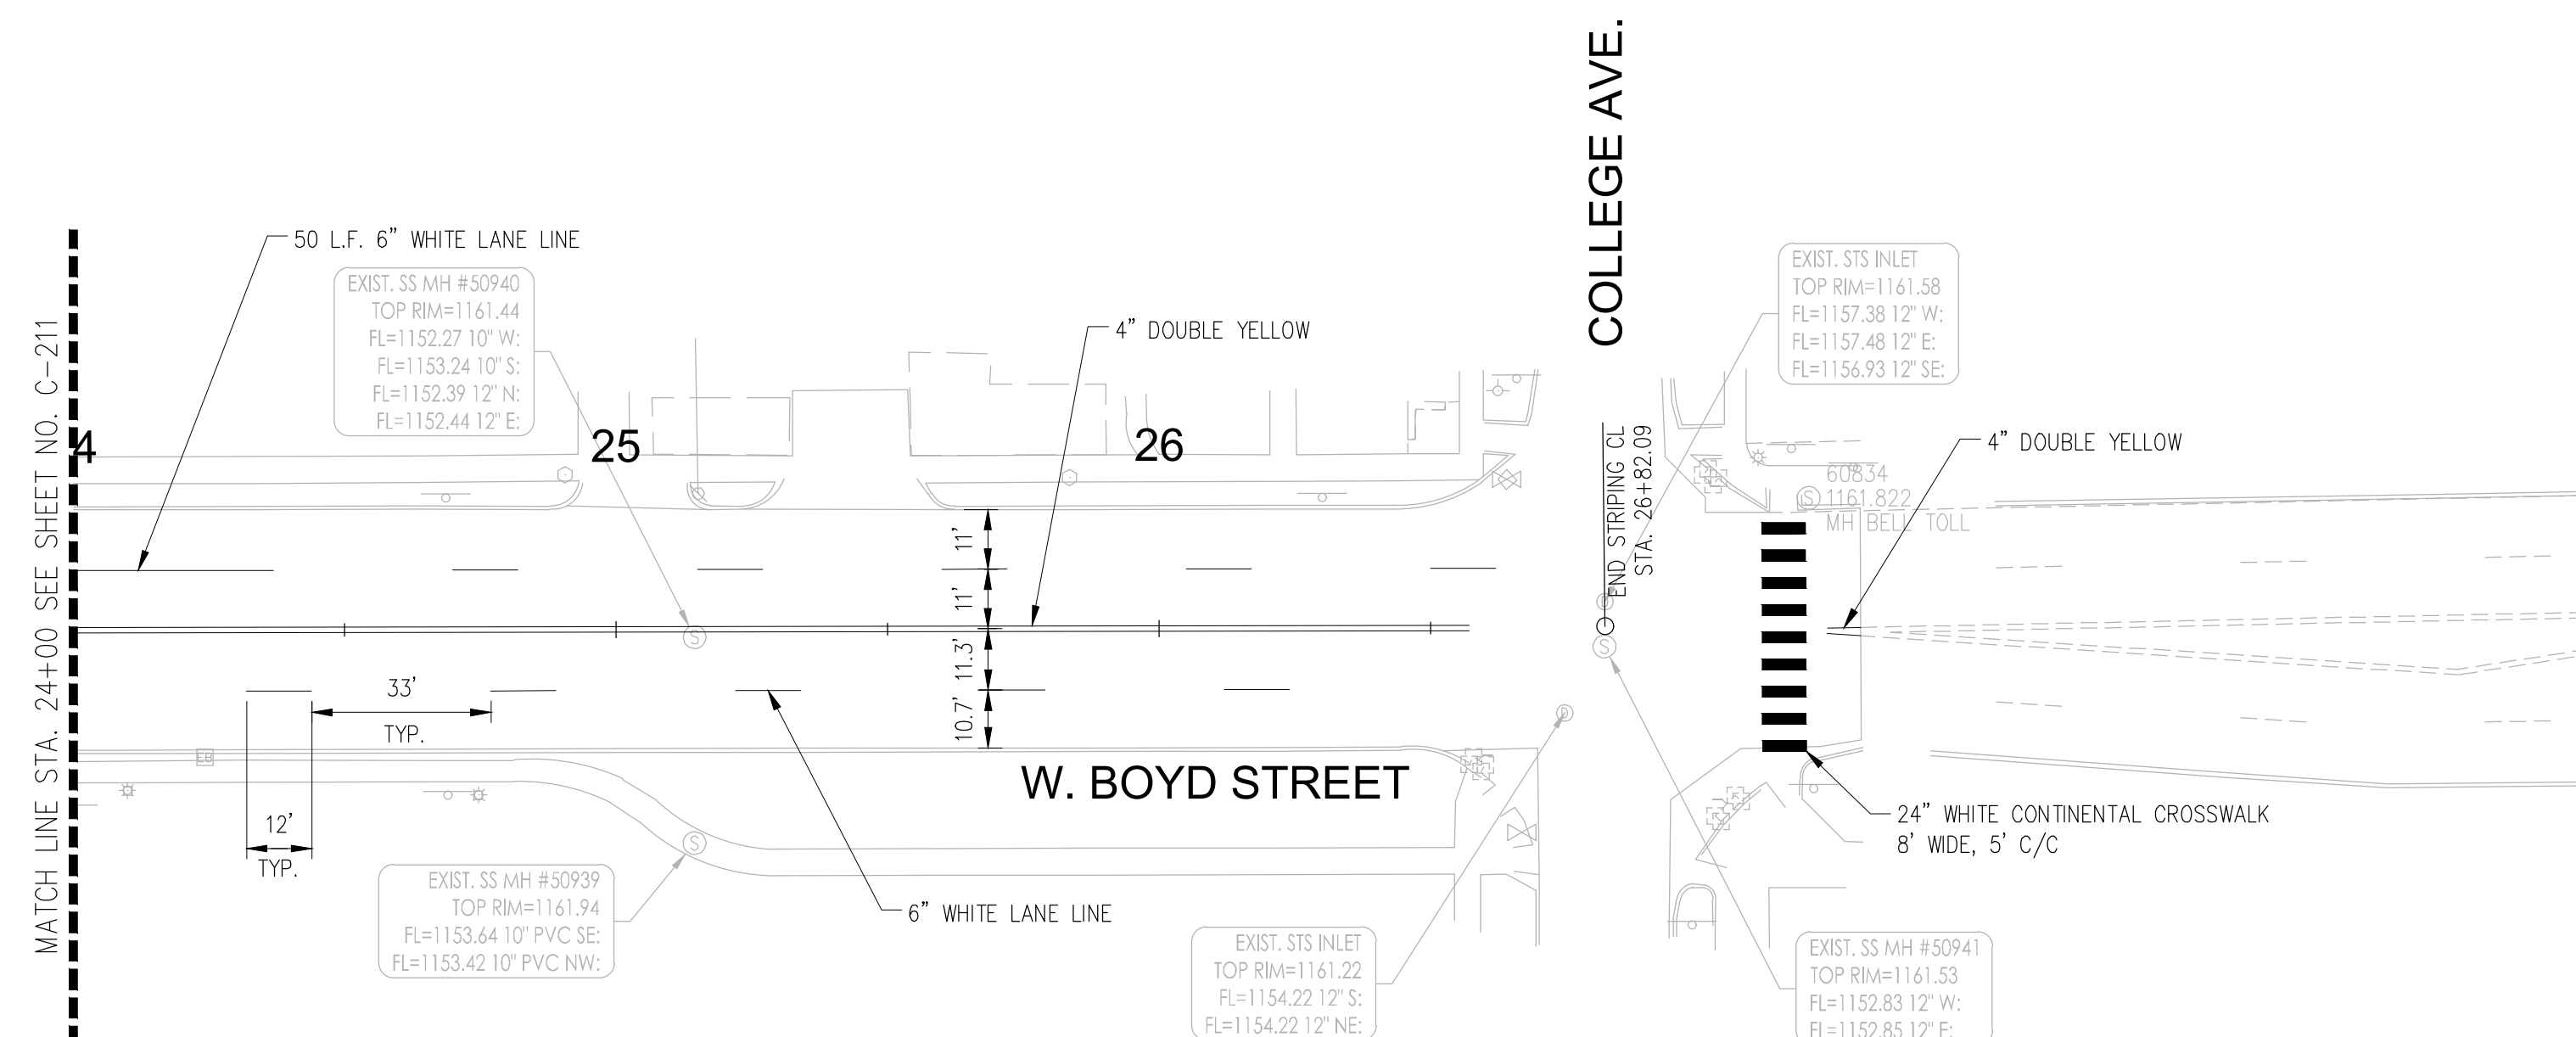 COLLEGE AVE.
50 L.F. 6" WHITE LANE LINE
EXIST. SS MH #50940
TOP RIM=1161.44
FL=1152.27 10" W:
FL=1153.24 10" S:
FL=1152.39 12" N:
FL=1152.44 12" E:
4" DOUBLE YELLOW
EXIST. STS INLET
TOP RIM=1161.58
FL=1157.38 12" W:
FL=1157.48 12" E:
FL=1156.93 12" SE:
MATCH LINE STA. 24+00 SEE SHEET NO. C-211
4
25
26
END STRIPING CL
STA. 26+82.09
4" DOUBLE YELLOW
60834
S
1161.822
MH BELL TOLL
11'
11'
11.3'
10.7'
S
D
S
D
33'
TYP.
EB
W. BOYD STREET
12'
TYP.
S
24" WHITE CONTINENTAL CROSSWALK
8' WIDE, 5' C/C
EXIST. SS MH #50939
TOP RIM=1161.94
FL=1153.64 10" PVC SE:
FL=1153.42 10" PVC NW:
6" WHITE LANE LINE
EXIST. STS INLET
TOP RIM=1161.22
FL=1154.22 12" S:
FL=1154.22 12" NE:
EXIST. SS MH #50941
TOP RIM=1161.53
FL=1152.83 12" W:
FL=1152.85 12" E: